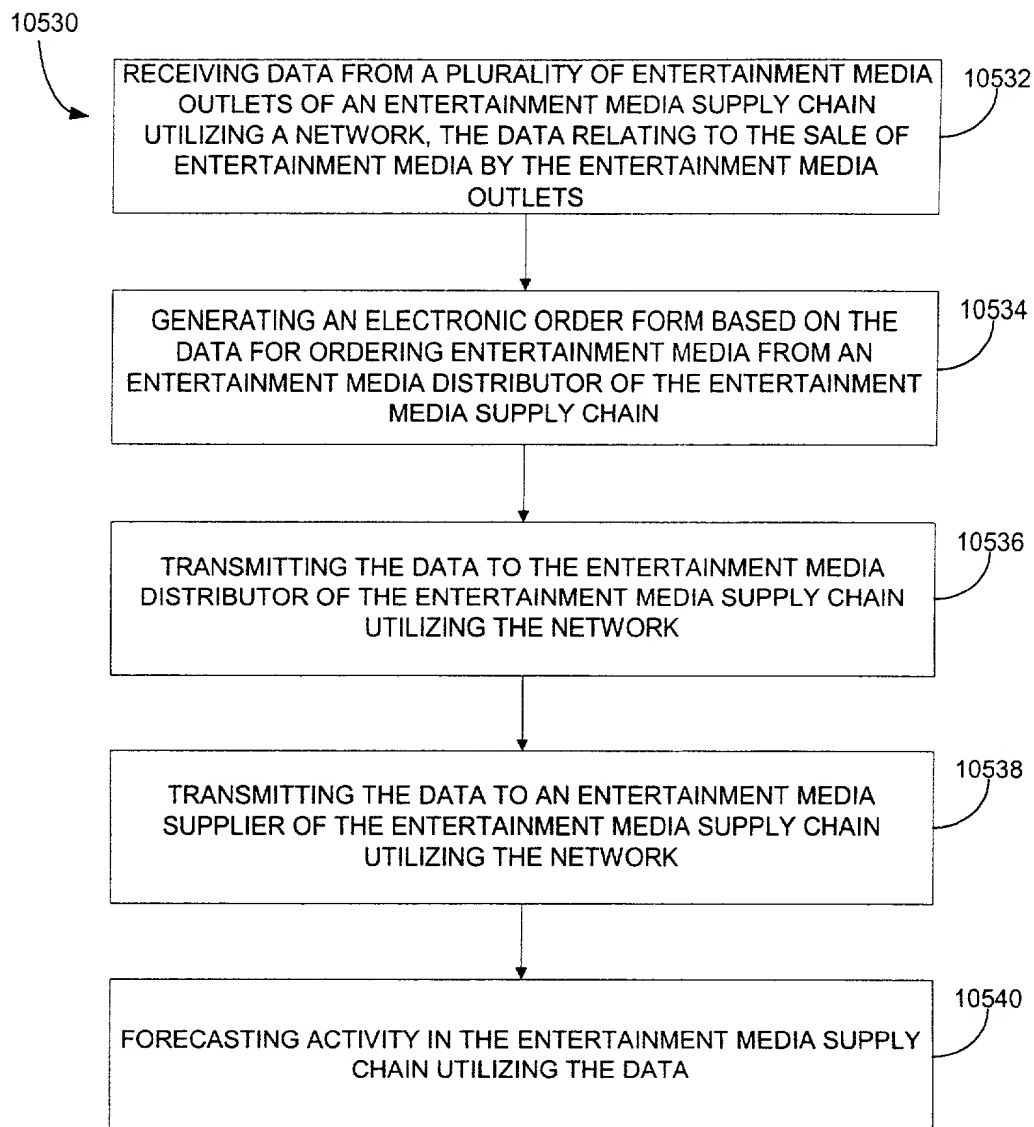 10530
RECEIVING DATA FROM A PLURALITY OF ENTERTAINMENT MEDIA
OUTLETS OF AN ENTERTAINMENT MEDIA SUPPLY CHAIN
UTILIZING A NETWORK, THE DATA RELATING TO THE SALE OF
ENTERTAINMENT MEDIA BY THE ENTERTAINMENT MEDIA
OUTLETS
10532
GENERATING AN ELECTRONIC ORDER FORM BASED ON THE
DATA FOR ORDERING ENTERTAINMENT MEDIA FROM AN
ENTERTAINMENT MEDIA DISTRIBUTOR OF THE ENTERTAINMENT
MEDIA SUPPLY CHAIN
10534
TRANSMITTING THE DATA TO THE ENTERTAINMENT MEDIA
DISTRIBUTOR OF THE ENTERTAINMENT MEDIA SUPPLY CHAIN
UTILIZING THE NETWORK
10536
TRANSMITTING THE DATA TO AN ENTERTAINMENT MEDIA
SUPPLIER OF THE ENTERTAINMENT MEDIA SUPPLY CHAIN
UTILIZING THE NETWORK
10538
FORECASTING ACTIVITY IN THE ENTERTAINMENT MEDIA SUPPLY
CHAIN UTILIZING THE DATA
10540